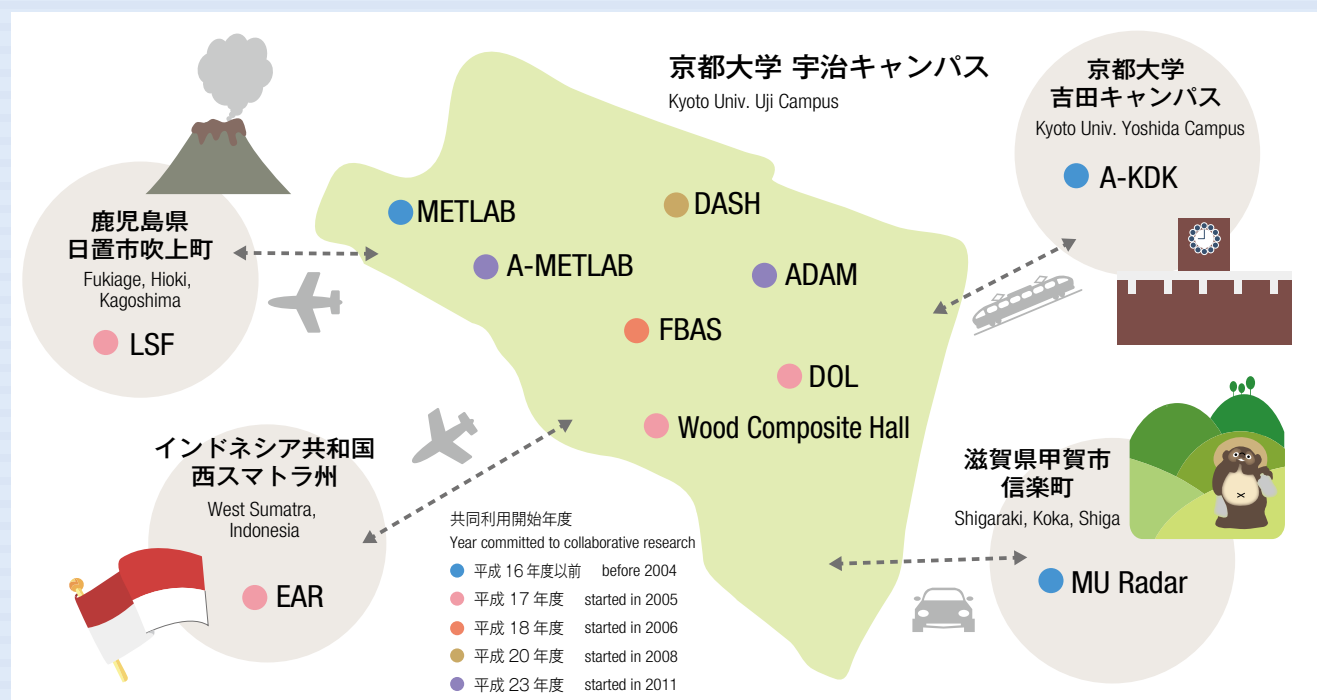 京都大学 宇治キャンパス
Kyoto Univ. Uji Campus
METLAB
A-METLAB
DASH
ADAM
FBAS
DOL
Wood Composite Hall
京都大学
吉田キャンパス
Kyoto Univ. Yoshida Campus
A-KDK
鹿児島県
日置市吹上町
Fukiage, Hioki,
Kagoshima
LSF
インドネシア共和国
西スマトラ州
West Sumatra,
Indonesia
EAR
滋賀県甲賀市
信楽町
Shigaraki, Koka, Shiga
MU Radar
共同利用開始年度
Year committed to collaborative research
平成 16 年度以前 before 2004
平成 17 年度 started in 2005
平成 18 年度 started in 2006
平成 20 年度 started in 2008
平成 23 年度 started in 2011